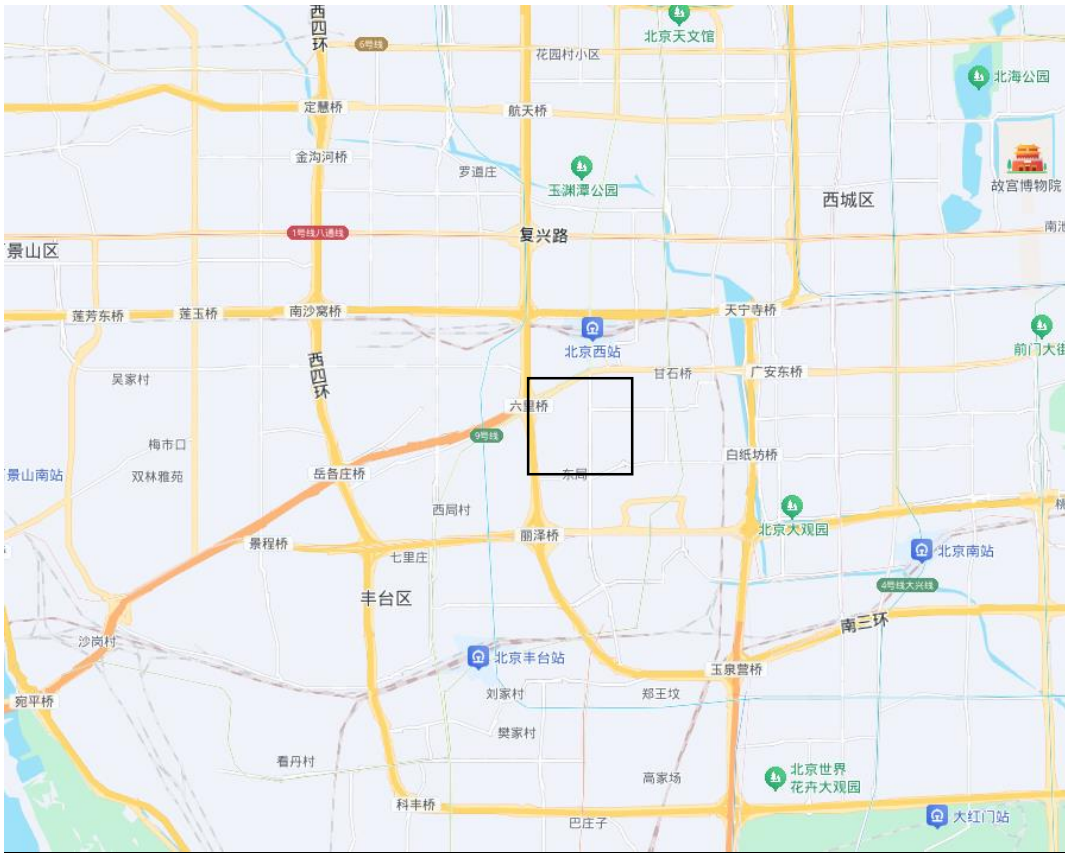 西四环
北京天文馆
6号线
花园村小区
北海公园
定慧桥
航天桥
金沟河桥
罗道庄
玉渊潭公园
故宫博物院
西城区
1号线八通线
复兴路
景山区
莲芳东桥
莲玉桥
南沙窝桥
天宁寺桥
北京西站
前门大街
西四环
吴家村
甘石桥
广安东桥
六里桥
9号线
梅市口
白纸坊桥
景山南站
双林雅苑
岳各庄桥
东局
西局村
北京大观园
丽泽桥
景程桥
七里庄
北京南站
4号线大兴线
丰台区
南三环
沙岗村
北京丰台站
玉泉营桥
宛平桥
刘家村
郑王坟
樊家村
看丹村
高家场
北京世界
花卉大观园
科丰桥
巴庄子
大红门站